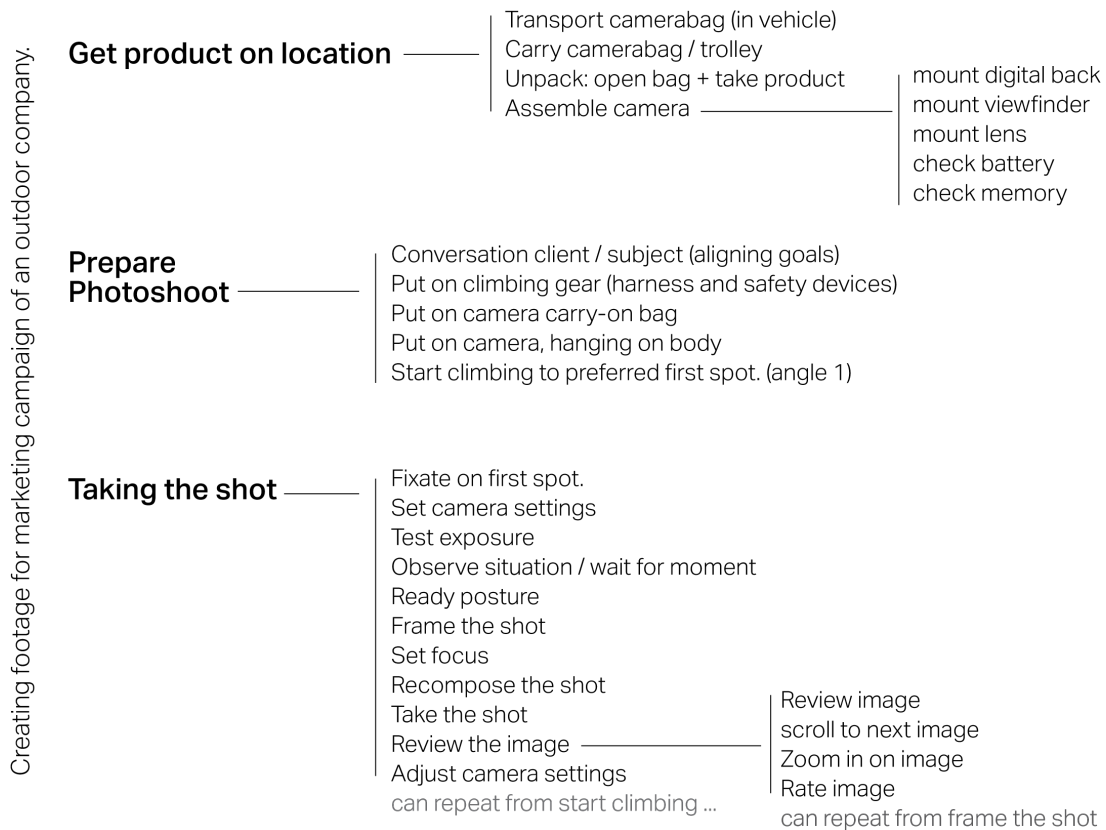 Creating footage for marketing campaign of an outdoor company.
Get product on location
Transport camerabag (in vehicle)
Carry camerabag / trolley
Unpack: open bag + take product
Assemble camera
mount digital back
mount viewfinder
mount lens
check battery
check memory
Prepare
Photoshoot
Conversation client / subject (aligning goals)
Put on climbing gear (harness and safety devices)
Put on camera carry-on bag
Put on camera, hanging on body
Start climbing to preferred first spot. (angle 1)
Taking the shot
Fixate on first spot.
Set camera settings
Test exposure
Observe situation / wait for moment
Ready posture
Frame the shot
Set focus
Recompose the shot
Take the shot
Review the image
Adjust camera settings
can repeat from start climbing ...
Review image
scroll to next image
Zoom in on image
Rate image
can repeat from frame the shot